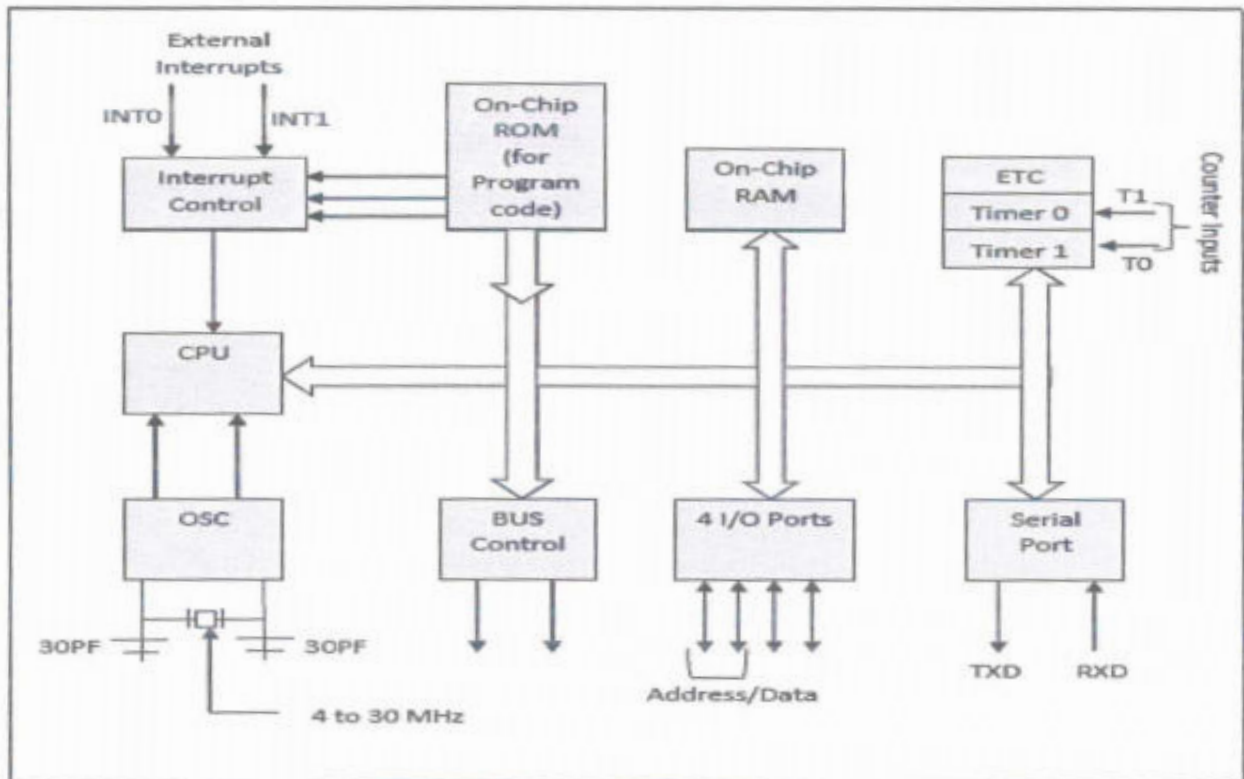 External
Interrupts
INT0
INT1
Interrupt
Control
On-Chip
ROM
(for
Program
code)
On-Chip
RAM
ETC
Timer 0
Timer 1
T1
T0
Counter Inputs
CPU
OSC
BUS
Control
4 I/O Ports
Serial
Port
30PF
30PF
4 to 30 MHz
Address/Data
TXD
RXD